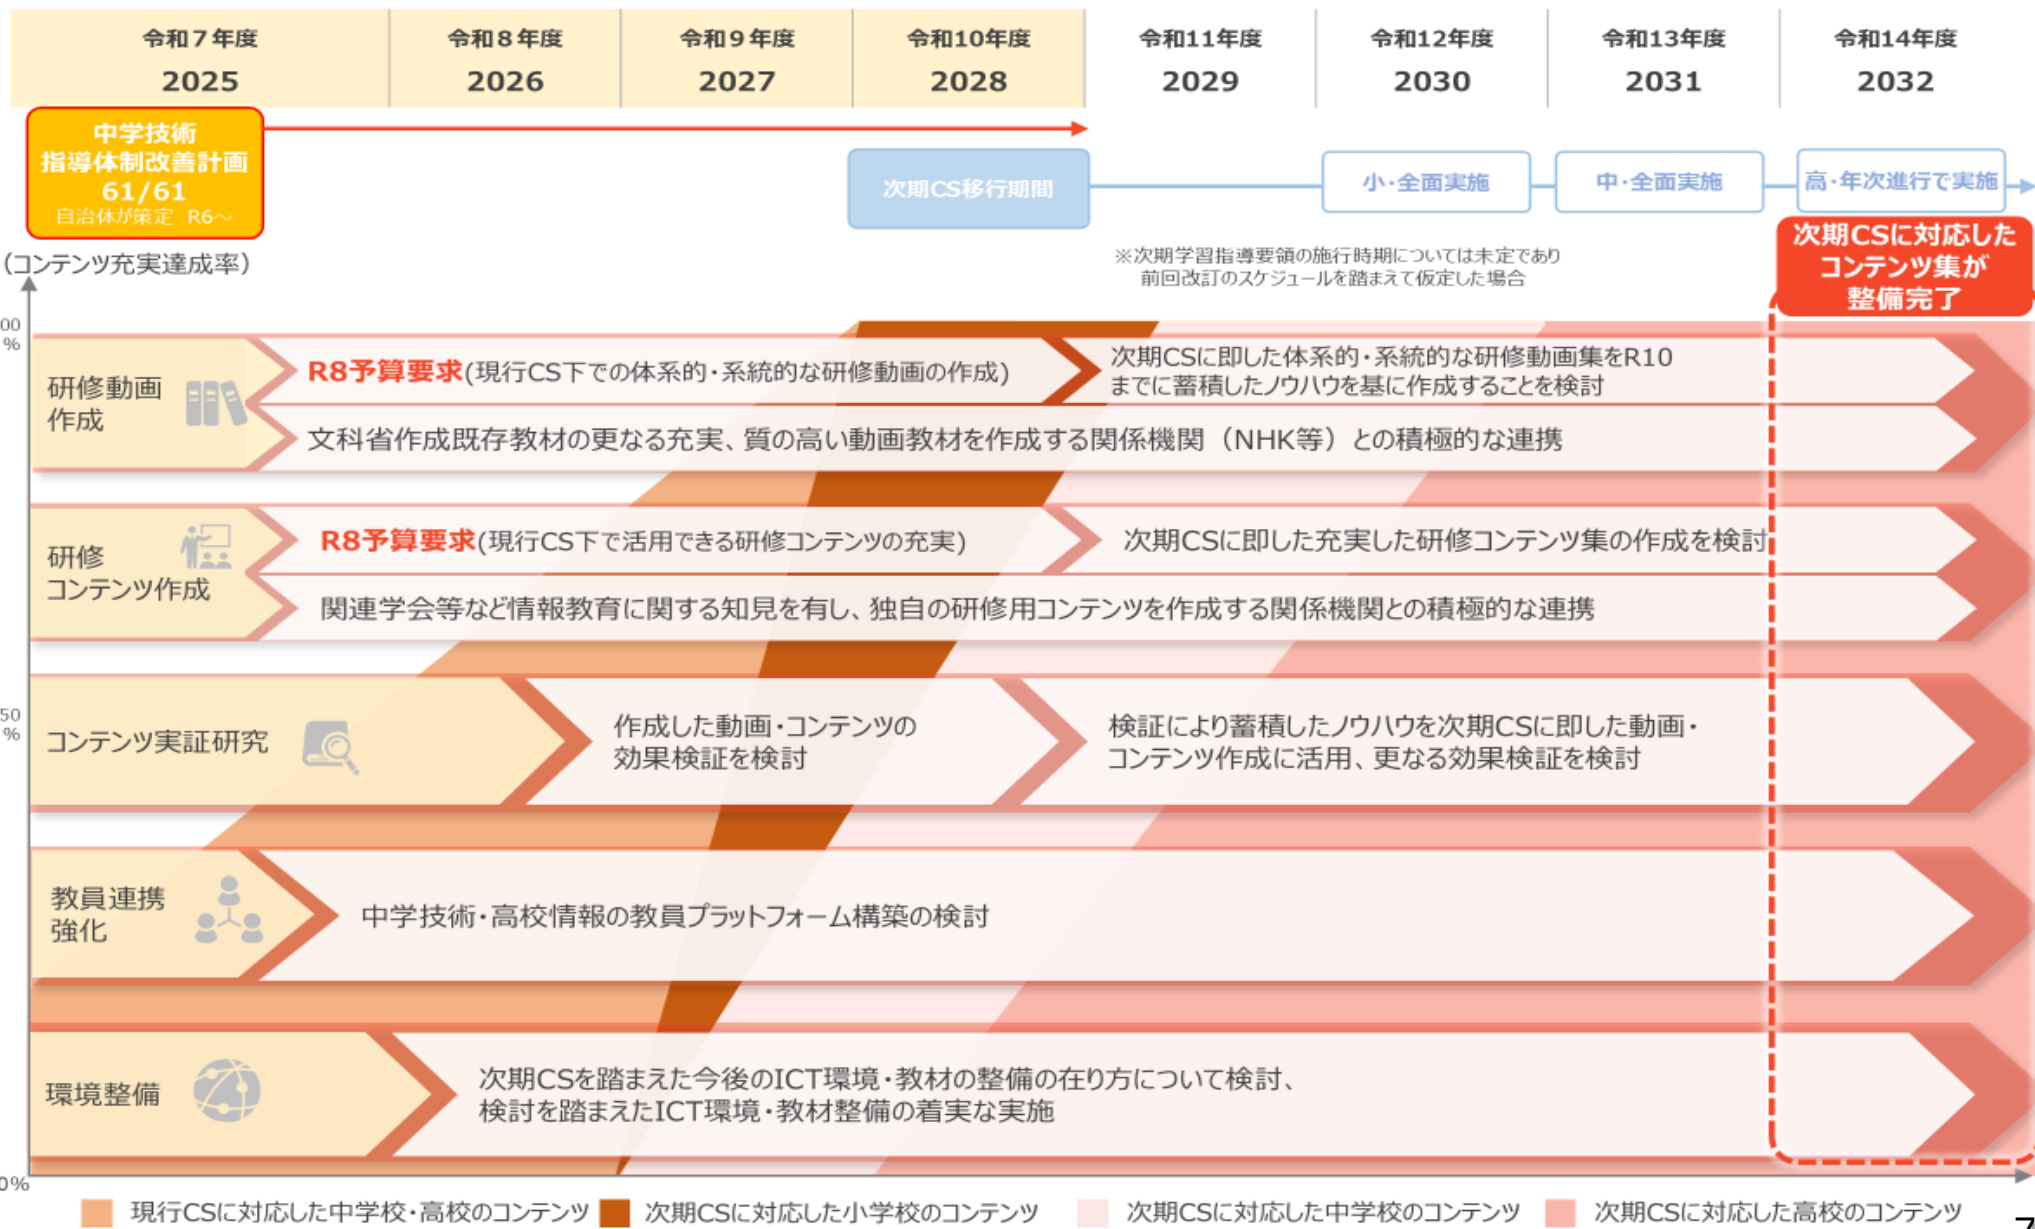 令和7年度
2025
令和8年度
2026
令和9年度
2027
令和10年度
2028
令和11年度
2029
令和12年度
2030
令和13年度
2031
令和14年度
2032
中学技術
指導体制改善計画
61/61
自治体が策定 R6～
次期CS移行期間
小・全面実施
中・全面実施
高・年次進行で実施
※次期学習指導要領の施行時期については未定であり
前回改訂のスケジュールを踏まえて仮定した場合
次期CSに対応した
コンテンツ集が
整備完了
（コンテンツ充実達成率）
00
%
研修動画
作成
R8予算要求(現行CS下での体系的・系統的な研修動画の作成)
次期CSに即した体系的・系統的な研修動画集をR10
までに蓄積したノウハウを基に作成することを検討
文科省作成既存教材の更なる充実、質の高い動画教材を作成する関係機関（NHK等）との積極的な連携
研修
コンテンツ作成
R8予算要求(現行CS下で活用できる研修コンテンツの充実)
次期CSに即した充実した研修コンテンツ集の作成を検討
関連学会等など情報教育に関する知見を有し、独自の研修用コンテンツを作成する関係機関との積極的な連携
50
%
コンテンツ実証研究
作成した動画・コンテンツの
効果検証を検討
検証により蓄積したノウハウを次期CSに即した動画・
コンテンツ作成に活用、更なる効果検証を検討
教員連携
強化
中学技術・高校情報の教員プラットフォーム構築の検討
環境整備
次期CSを踏まえた今後のICT環境・教材の整備の在り方について検討、
検討を踏まえたICT環境・教材整備の着実な実施
0%
現行CSに対応した中学校・高校のコンテンツ
次期CSに対応した小学校のコンテンツ
次期CSに対応した中学校のコンテンツ
次期CSに対応した高校のコンテンツ